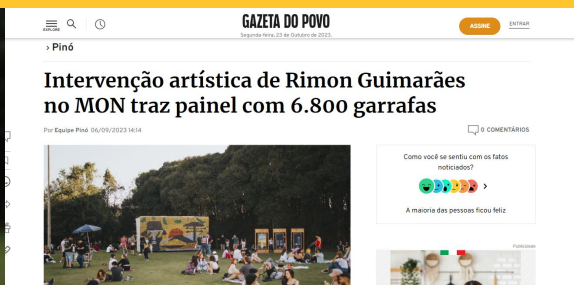 GAZETA DO POVO
Segunda-feira, 23 de Outubro de 2023.
EXPLORE
ASSINE
ENTRAR
› Pinó
Intervenção artística de Rimon Guimarães
no MON traz painel com 6.800 garrafas
Por Equipe Pinó 06/09/2023 14:14
0 COMENTÁRIOS
Como você se sentiu com os fatos
noticiados?
A maioria das pessoas ficou feliz
Publicidade